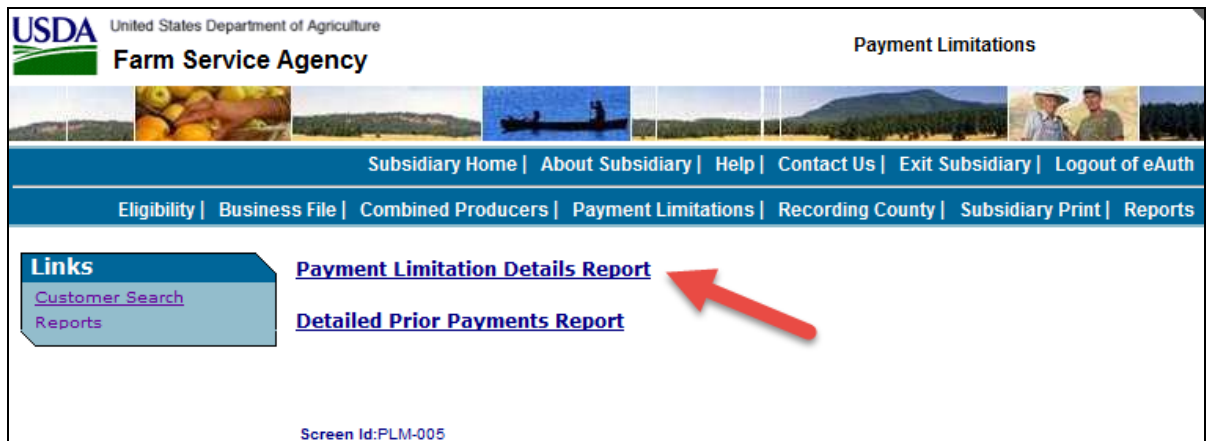 USDA
United States Department of Agriculture
Farm Service Agency
Payment Limitations
Subsidiary Home | About Subsidiary | Help | Contact Us | Exit Subsidiary | Logout of eAuth
Eligibility | Business File | Combined Producers | Payment Limitations | Recording County | Subsidiary Print | Reports
Links
Customer Search
Reports
Payment Limitation Details Report
Detailed Prior Payments Report
Screen Id:PLM-005